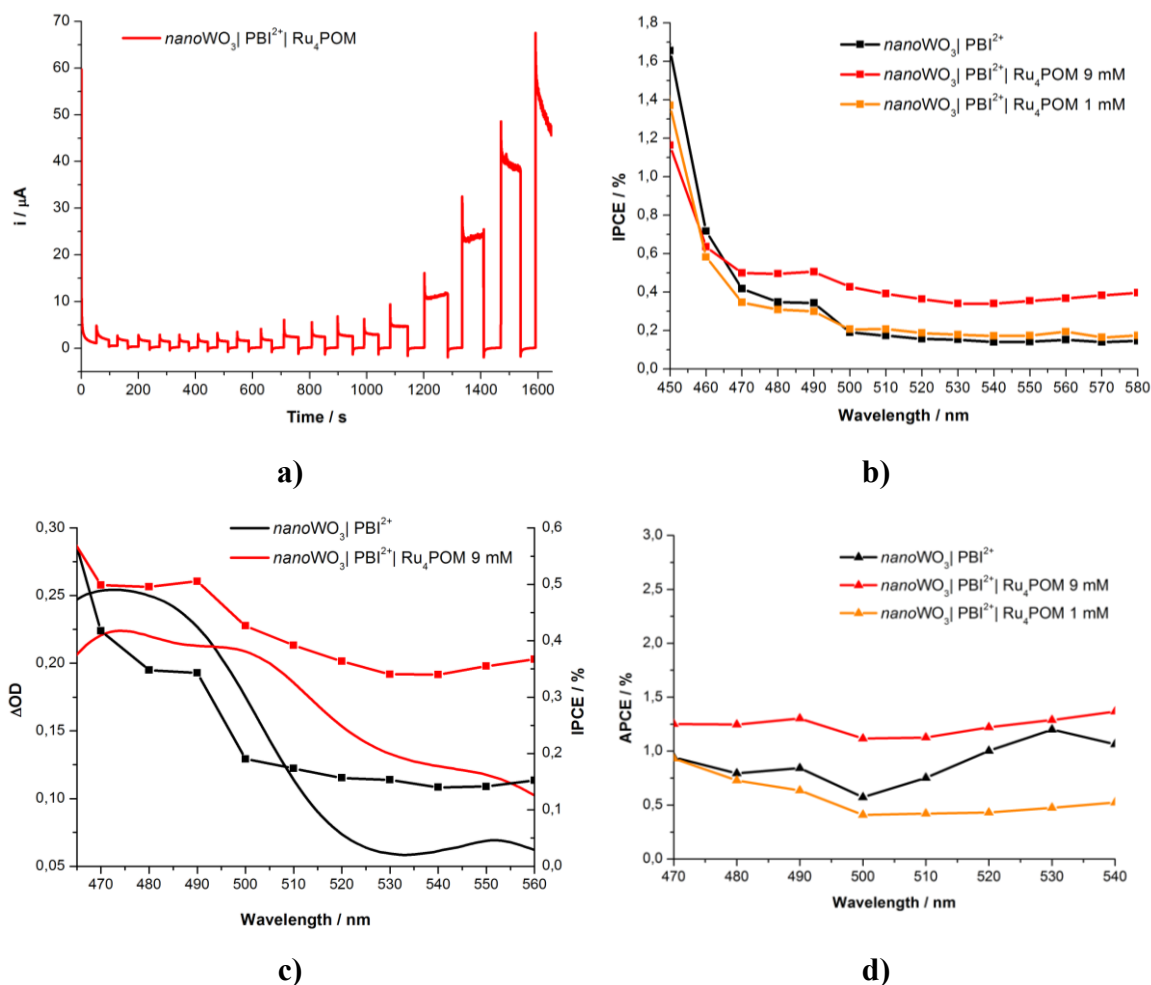 nanoWO₃| PBI²⁺| Ru₄POM
70
60
50
40
30
20
10
0
i / µA
0 200 400 600 800 1000 1200 1400 1600
Time / s
a)
nanoWO₃| PBI²⁺
nanoWO₃| PBI²⁺| Ru₄POM 9 mM
nanoWO₃| PBI²⁺| Ru₄POM 1 mM
1,8
1,6
1,4
1,2
1,0
0,8
0,6
0,4
0,2
0,0
IPCE / %
450 460 470 480 490 500 510 520 530 540 550 560 570 580
Wavelength / nm
b)
nanoWO₃| PBI²⁺
nanoWO₃| PBI²⁺| Ru₄POM 9 mM
0,30
0,25
0,20
0,15
0,10
0,05
ΔOD
0,6
0,5
0,4
0,3
0,2
0,1
0,0
IPCE / %
470 480 490 500 510 520 530 540 550 560
Wavelength / nm
c)
nanoWO₃| PBI²⁺
nanoWO₃| PBI²⁺| Ru₄POM 9 mM
nanoWO₃| PBI²⁺| Ru₄POM 1 mM
3,0
2,5
2,0
1,5
1,0
0,5
0,0
APCE / %
470 480 490 500 510 520 530 540
Wavelength / nm
d)